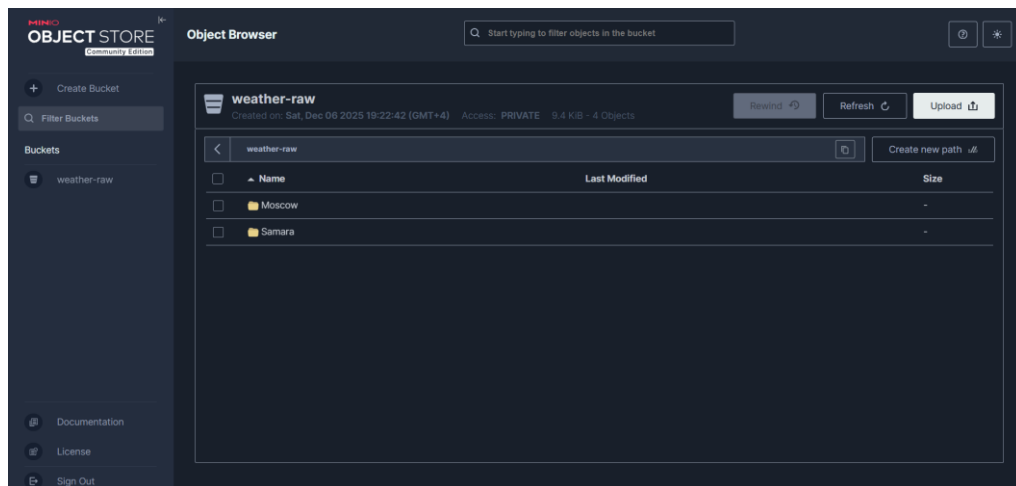 MINIO
OBJECT STORE
Community Edition
Object Browser
Start typing to filter objects in the bucket
Create Bucket
Filter Buckets
Buckets
weather-raw
weather-raw
Created on: Sat, Dec 06 2025 19:22:42 (GMT+4) Access: PRIVATE 9.4 KiB - 4 Objects
Rewind
Refresh
Upload
weather-raw
Create new path
Name Last Modified Size
Moscow -
Samara -
Documentation
License
Sign Out